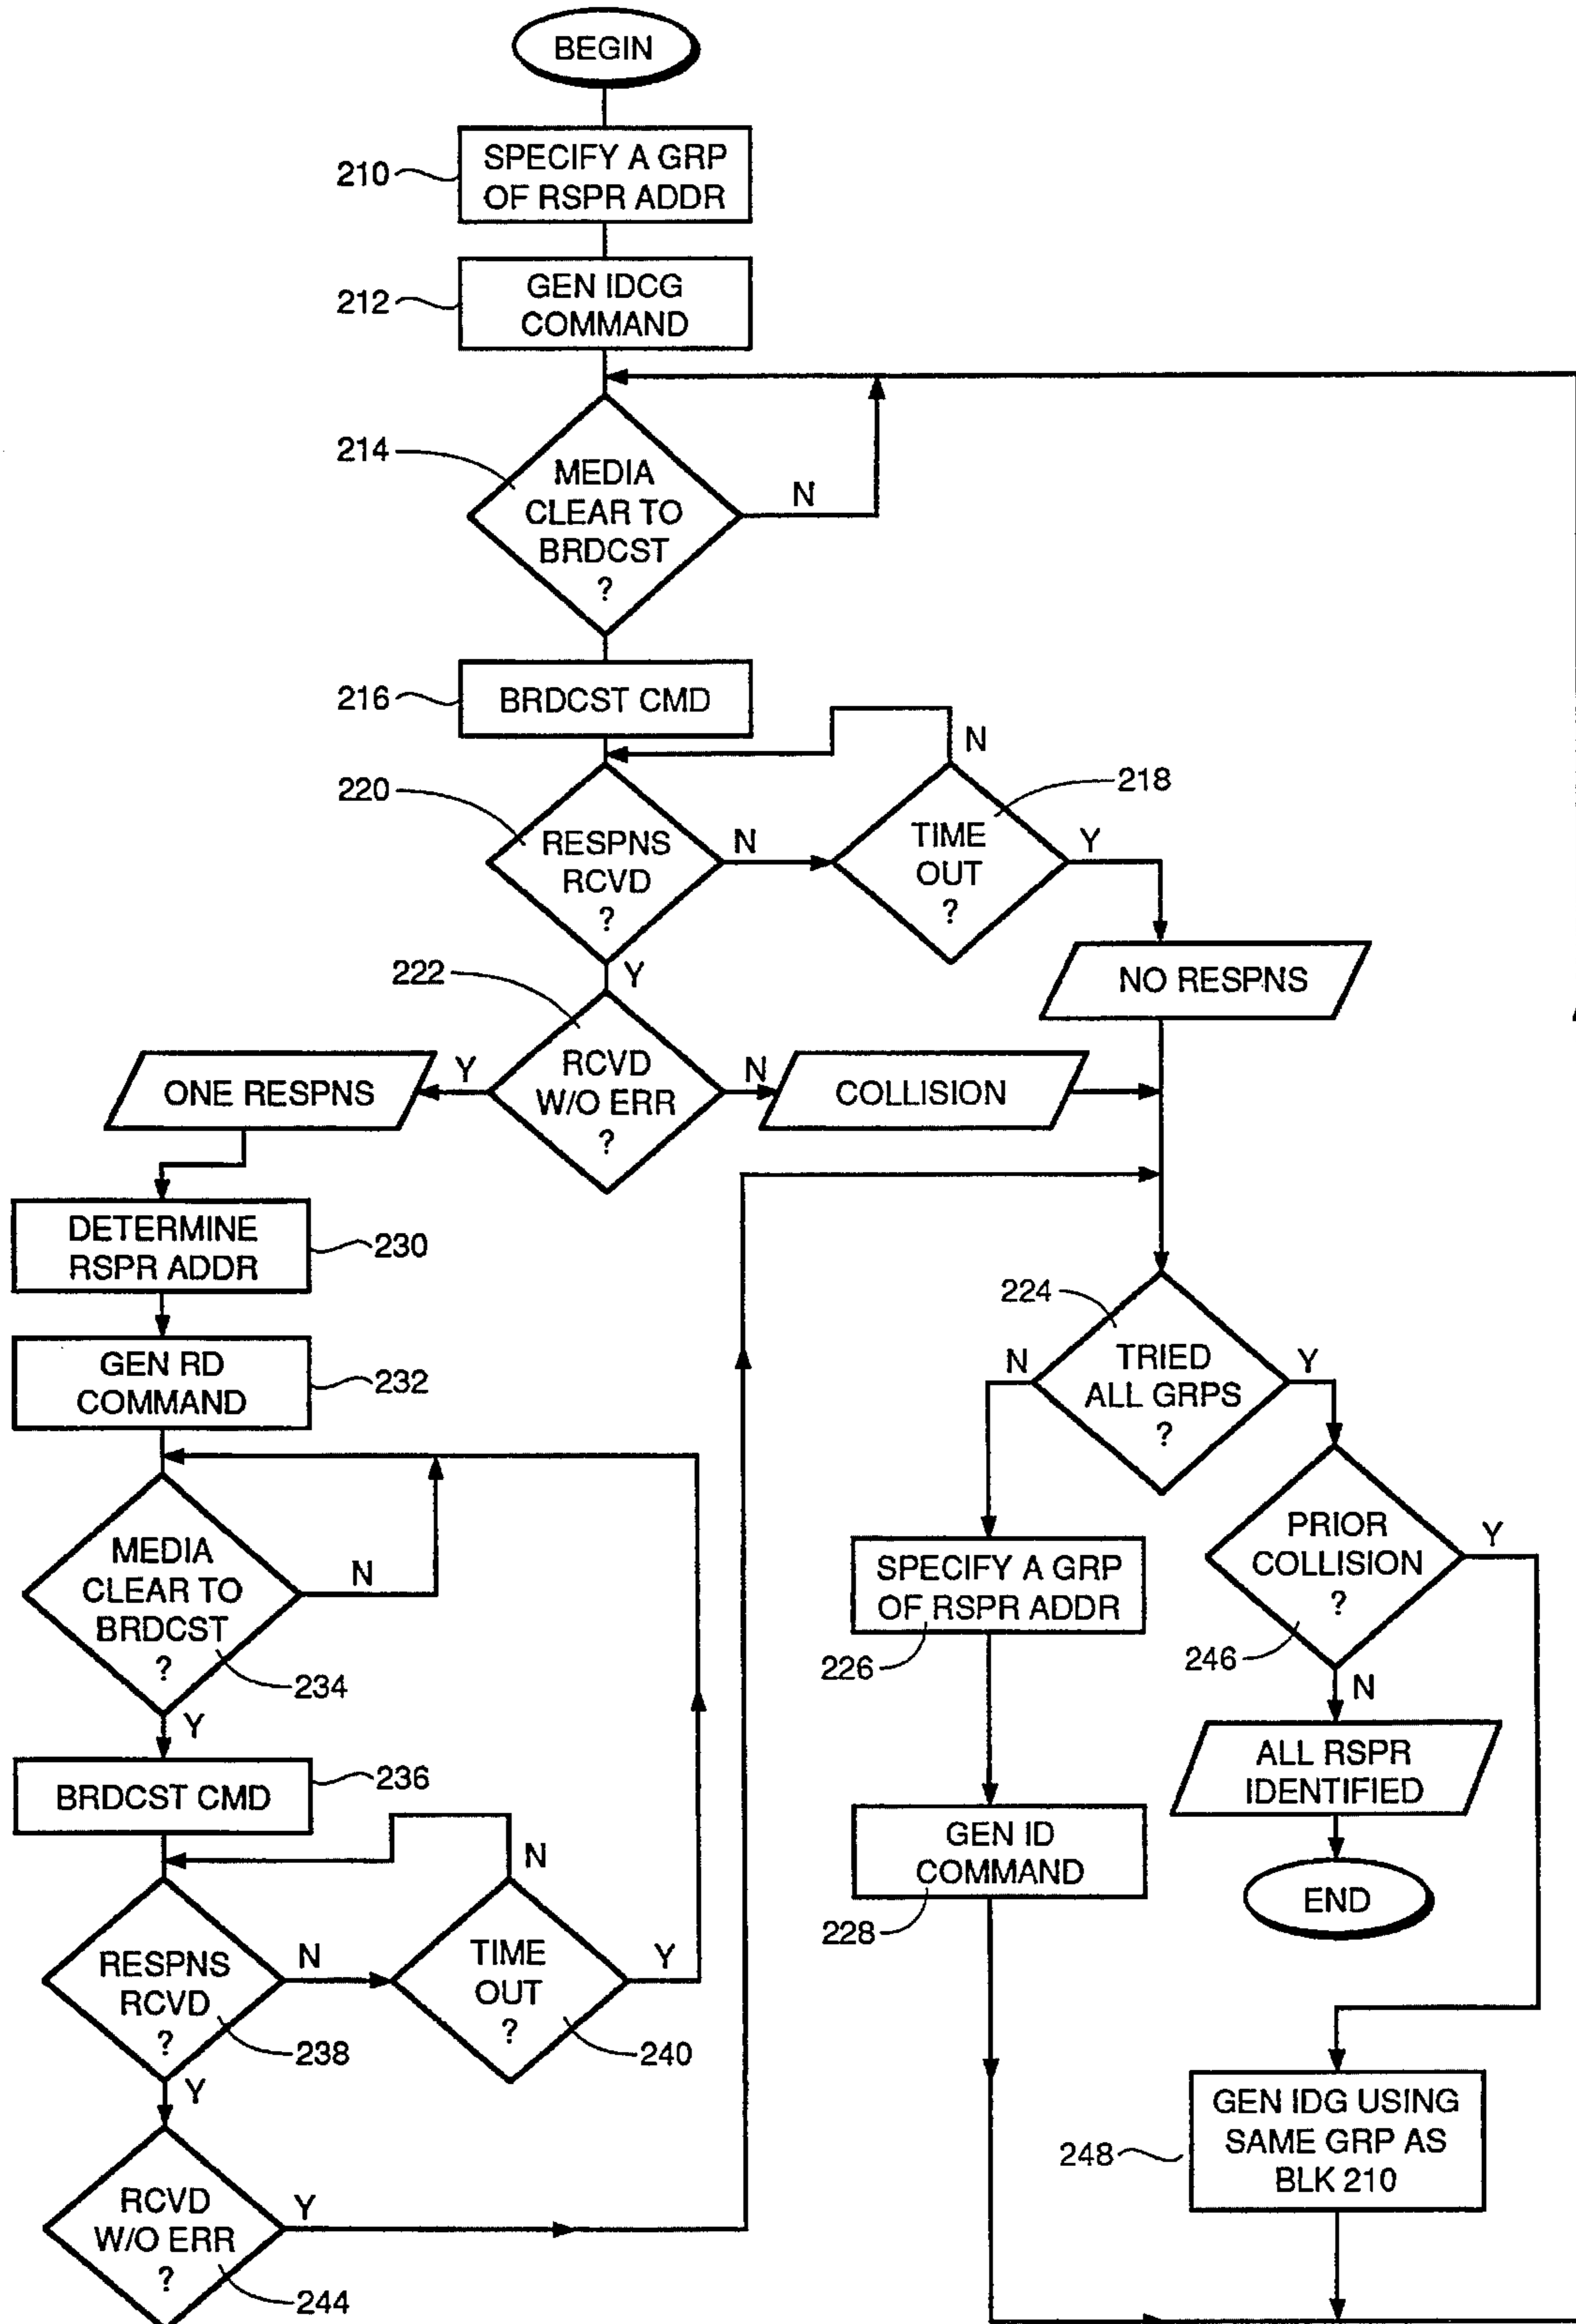 BEGIN
210
SPECIFY A GRP
OF RSPR ADDR
212
GEN IDCG
COMMAND
214
MEDIA
CLEAR TO
BRDCST
?
N
216
BRDCST CMD
N
218
220
RESPNS
RCVD
?
N
TIME
OUT
?
Y
NO RESPNS
222
Y
RCVD
W/O ERR
?
Y
N
ONE RESPNS
COLLISION
DETERMINE
RSPR ADDR
230
GEN RD
COMMAND
232
224
TRIED
ALL GRPS
?
N
Y
MEDIA
CLEAR TO
BRDCST
?
N
234
Y
SPECIFY A GRP
OF RSPR ADDR
226
PRIOR
COLLISION
?
Y
246
N
BRDCST CMD
236
ALL RSPR
IDENTIFIED
GEN ID
COMMAND
228
END
N
RESPNS
RCVD
?
N
238
TIME
OUT
?
Y
240
Y
RCVD
W/O ERR
?
Y
244
248
GEN IDG USING
SAME GRP AS
BLK 210